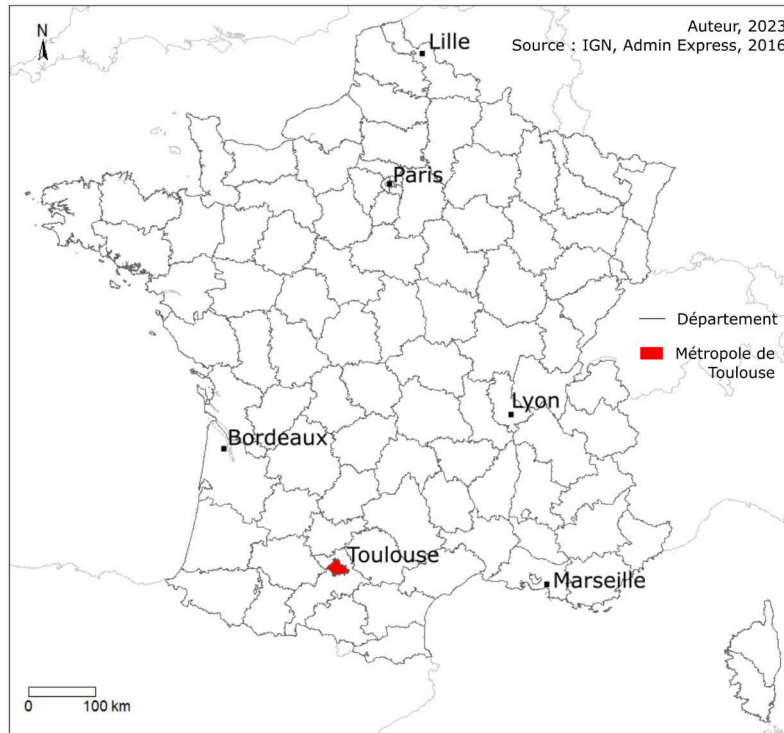 Auteur, 2023
Source : IGN, Admin Express, 2016
N
Lille
Paris
Département
Métropole de
Toulouse
Lyon
Bordeaux
Toulouse
Marseille
0 100 km